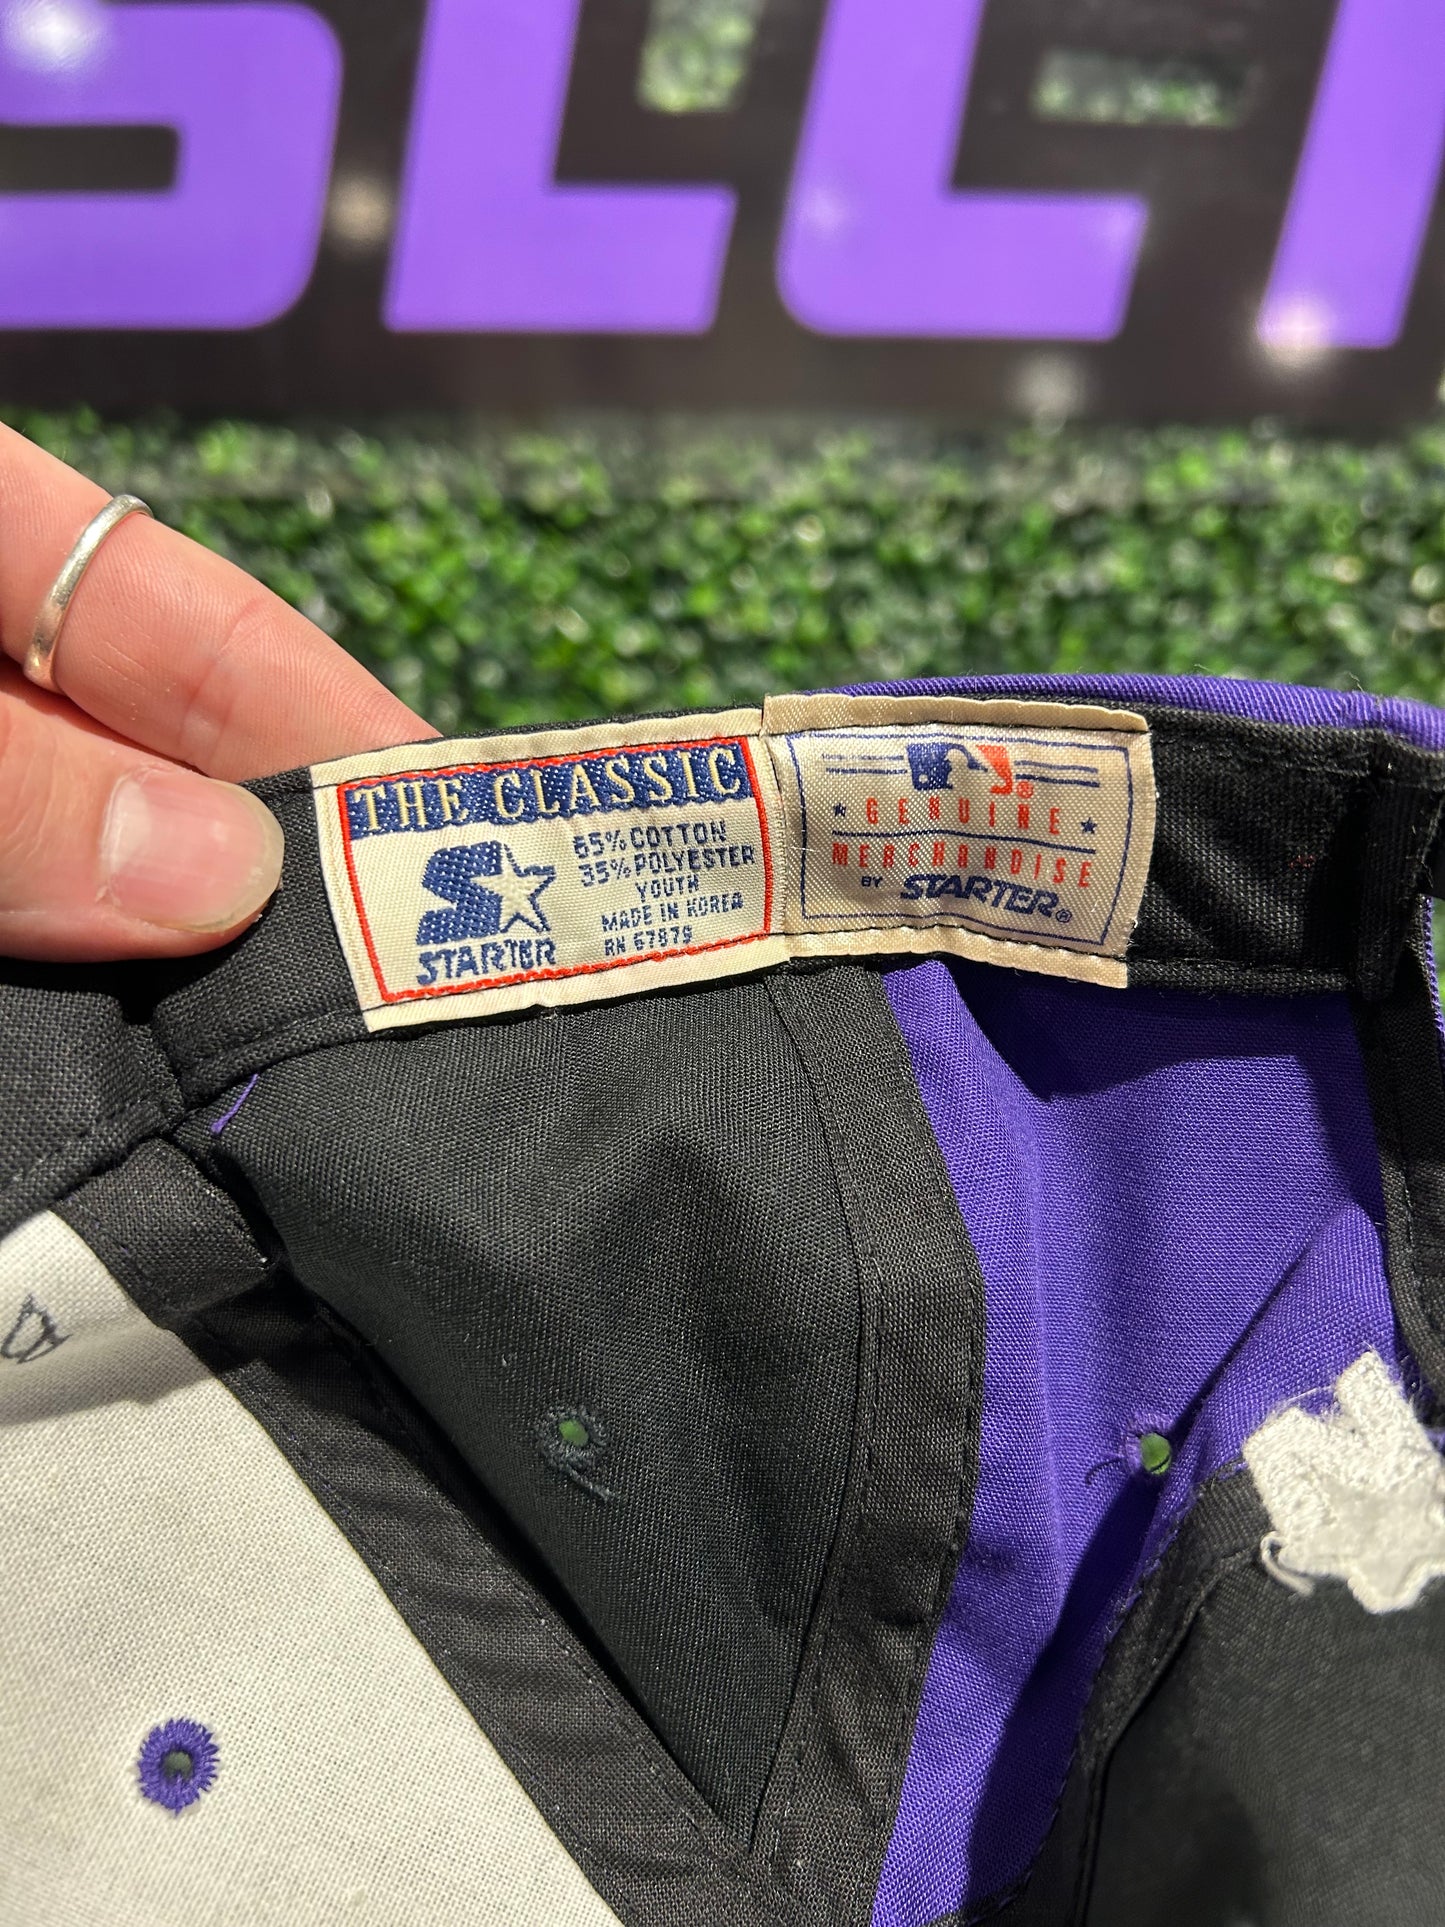 THE CLASSIC
65% COTTON
35% POLYESTER
YOUTH
MADE IN KOREA
RN 67879
STARTER
GENUINE
MERCHANDISE
BY STARTER®